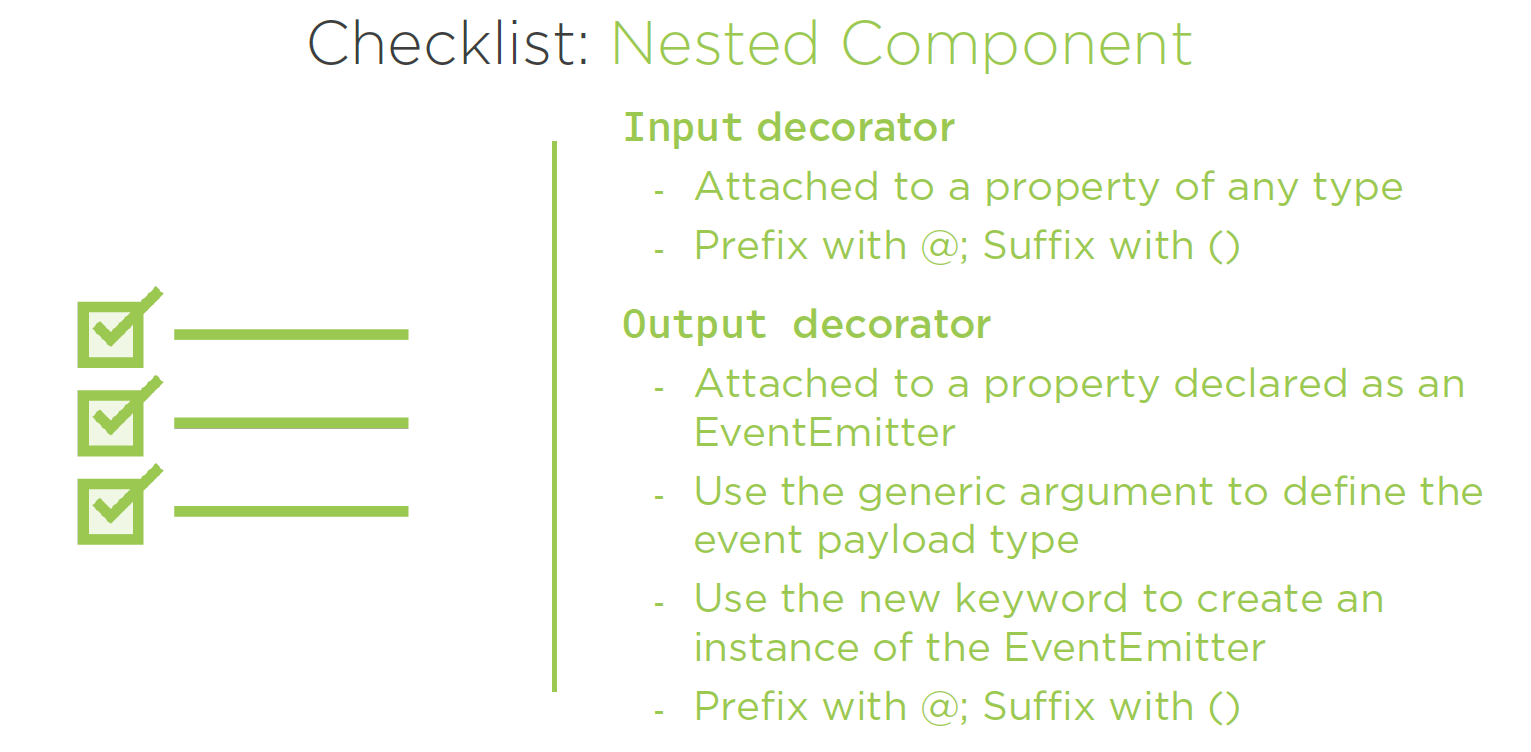 Checklist: Nested Component
Input decorator
- Attached to a property of any type
- Prefix with @; Suffix with ()
Output decorator
- Attached to a property declared as an
EventEmitter
- Use the generic argument to define the
event payload type
- Use the new keyword to create an
instance of the EventEmitter
- Prefix with @; Suffix with ()